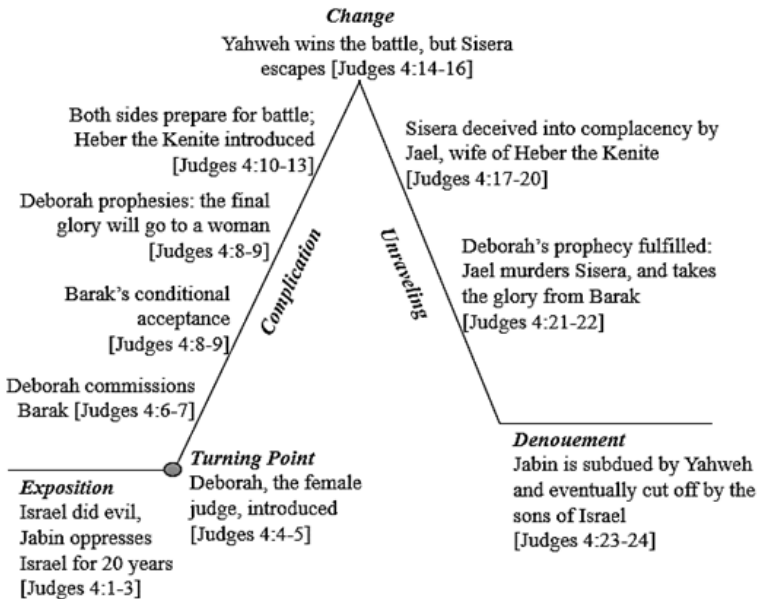 Change
Yahweh wins the battle, but Sisera
escapes [Judges 4:14-16]
Both sides prepare for battle;
Heber the Kenite introduced
[Judges 4:10-13]
Deborah prophesies: the final
glory will go to a woman
[Judges 4:8-9]
Barak's conditional
acceptance
[Judges 4:8-9]
Deborah commissions
Barak [Judges 4:6-7]
Complication
Exposition
Israel did evil,
Jabin oppresses
Israel for 20 years
[Judges 4:1-3]
Turning Point
Deborah, the female
judge, introduced
[Judges 4:4-5]
Unraveling
Sisera deceived into complacency by
Jael, wife of Heber the Kenite
[Judges 4:17-20]
Deborah's prophecy fulfilled:
Jael murders Sisera, and takes
the glory from Barak
[Judges 4:21-22]
Denouement
Jabin is subdued by Yahweh
and eventually cut off by the
sons of Israel
[Judges 4:23-24]